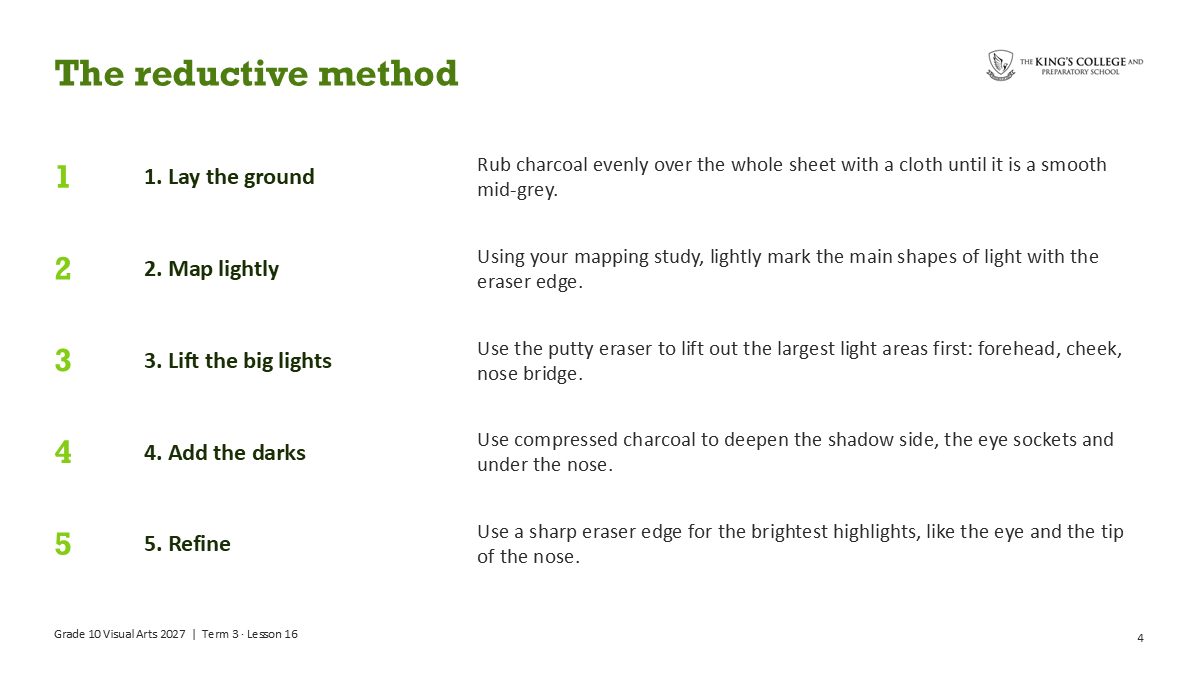 The reductive method
THE KING'S COLLEGE AND
PREPARATORY SCHOOL
1
1. Lay the ground
Rub charcoal evenly over the whole sheet with a cloth until it is a smooth
mid-grey.
2
2. Map lightly
Using your mapping study, lightly mark the main shapes of light with the
eraser edge.
3
3. Lift the big lights
Use the putty eraser to lift out the largest light areas first: forehead, cheek,
nose bridge.
4
4. Add the darks
Use compressed charcoal to deepen the shadow side, the eye sockets and
under the nose.
5
5. Refine
Use a sharp eraser edge for the brightest highlights, like the eye and the tip
of the nose.
Grade 10 Visual Arts 2027 | Term 3 · Lesson 16
4